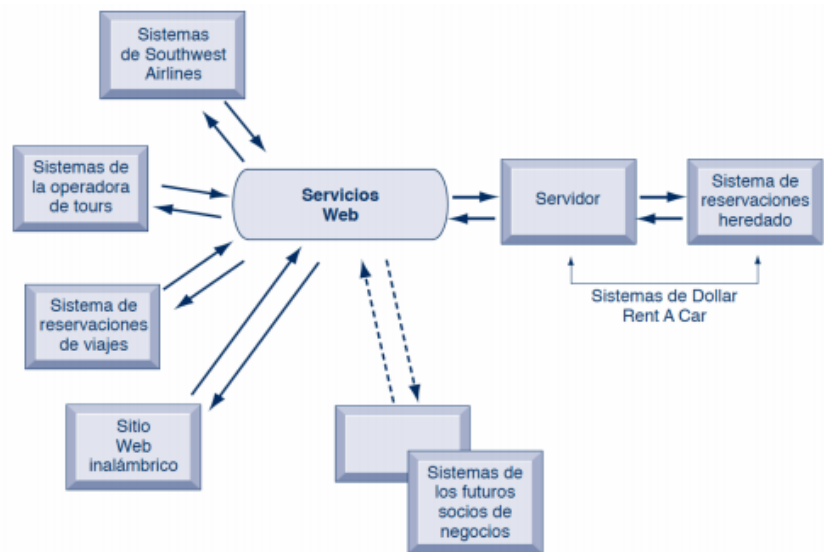 Sistemas
de Southwest
Airlines
Sistemas de
la operadora
de tours
Servicios
Web
Servidor
Sistema de
reservaciones
heredado
Sistemas de Dollar
Rent A Car
Sistema de
reservaciones
de viajes
Sitio
Web
inalámbrico
Sistemas de
los futuros
socios de
negocios